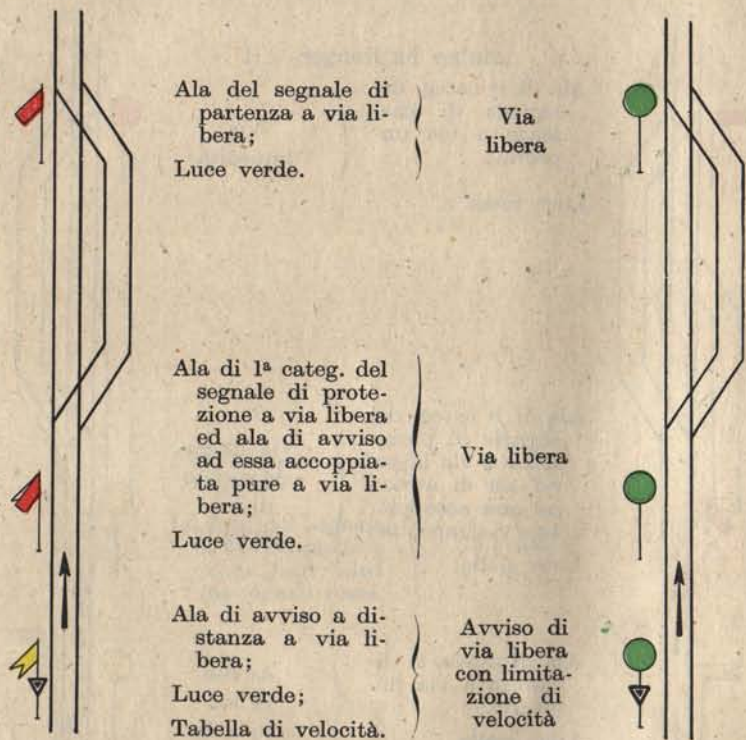 Ala del segnale di
partenza a via li-
bera;
Luce verde.
Via
libera
Ala di 1ª categ. del
segnale di prote-
zione a via libera
ed ala di avviso
ad essa accoppia-
ta pure a via li-
bera;
Luce verde.
Via libera
Ala di avviso a di-
stanza a via li-
bera;
Luce verde;
Tabella di velocità.
Avviso di
via libera
con limita-
zione di
velocità